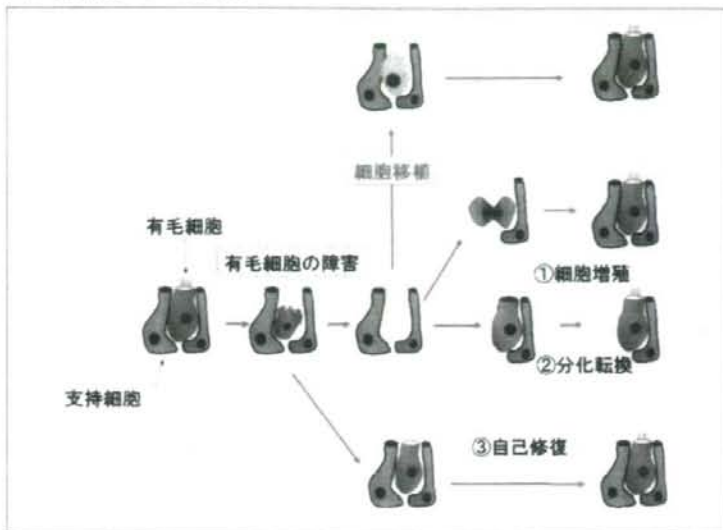 細胞移植
有毛細胞
有毛細胞の障害
①細胞増殖
②分化転換
支持細胞
③自己修復